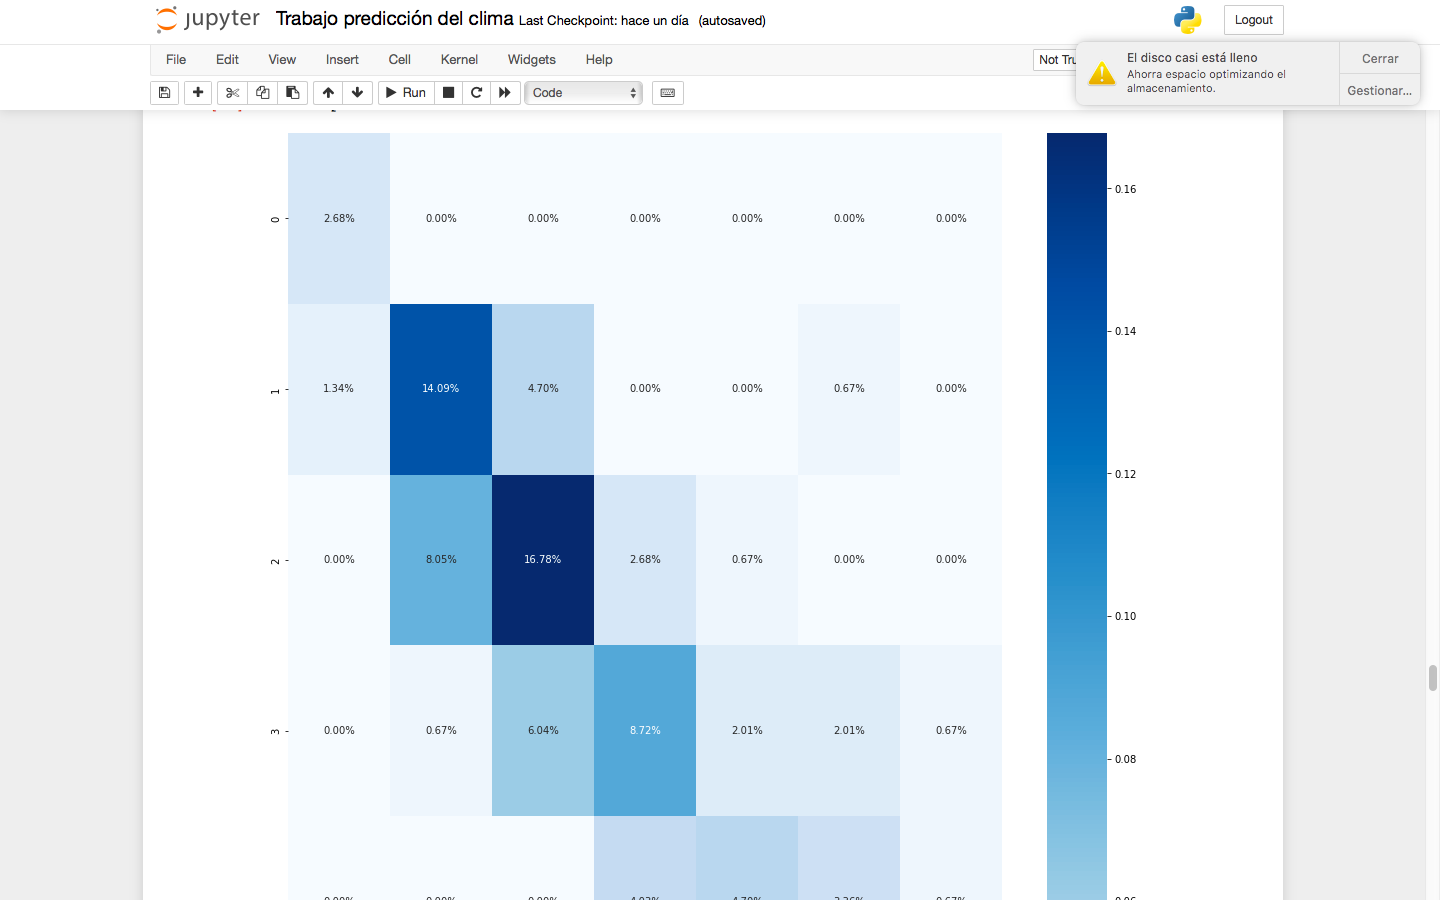 jupyter Trabajo predicción del clima Last Checkpoint: hace un día (autosaved)
Logout
File Edit View Insert Cell Kernel Widgets Help
Not Tru
El disco casi está lleno
Ahorra espacio optimizando el
almacenamiento.
Cerrar
Gestionar...
Run Code
0 2.68% 0.00% 0.00% 0.00% 0.00% 0.00% 0.00%
1 1.34% 14.09% 4.70% 0.00% 0.00% 0.67% 0.00%
2 0.00% 8.05% 16.78% 2.68% 0.67% 0.00% 0.00%
3 0.00% 0.67% 6.04% 8.72% 2.01% 2.01% 0.67%
0.16
0.14
0.12
0.10
0.08